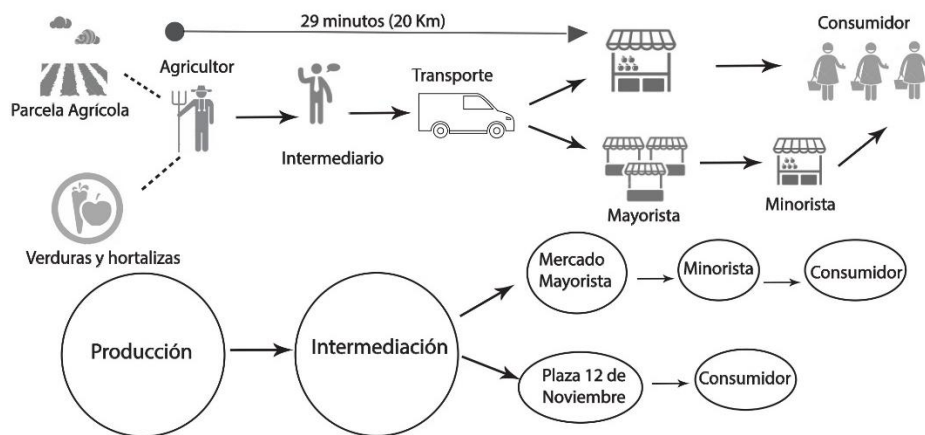 29 minutos (20 Km)
Consumidor
Agricultor
Transporte
Parcela Agrícola
Intermediario
Mayorista
Minorista
Verduras y hortalizas
Mercado
Mayorista
Minorista
Consumidor
Producción
Intermediación
Plaza 12 de
Noviembre
Consumidor